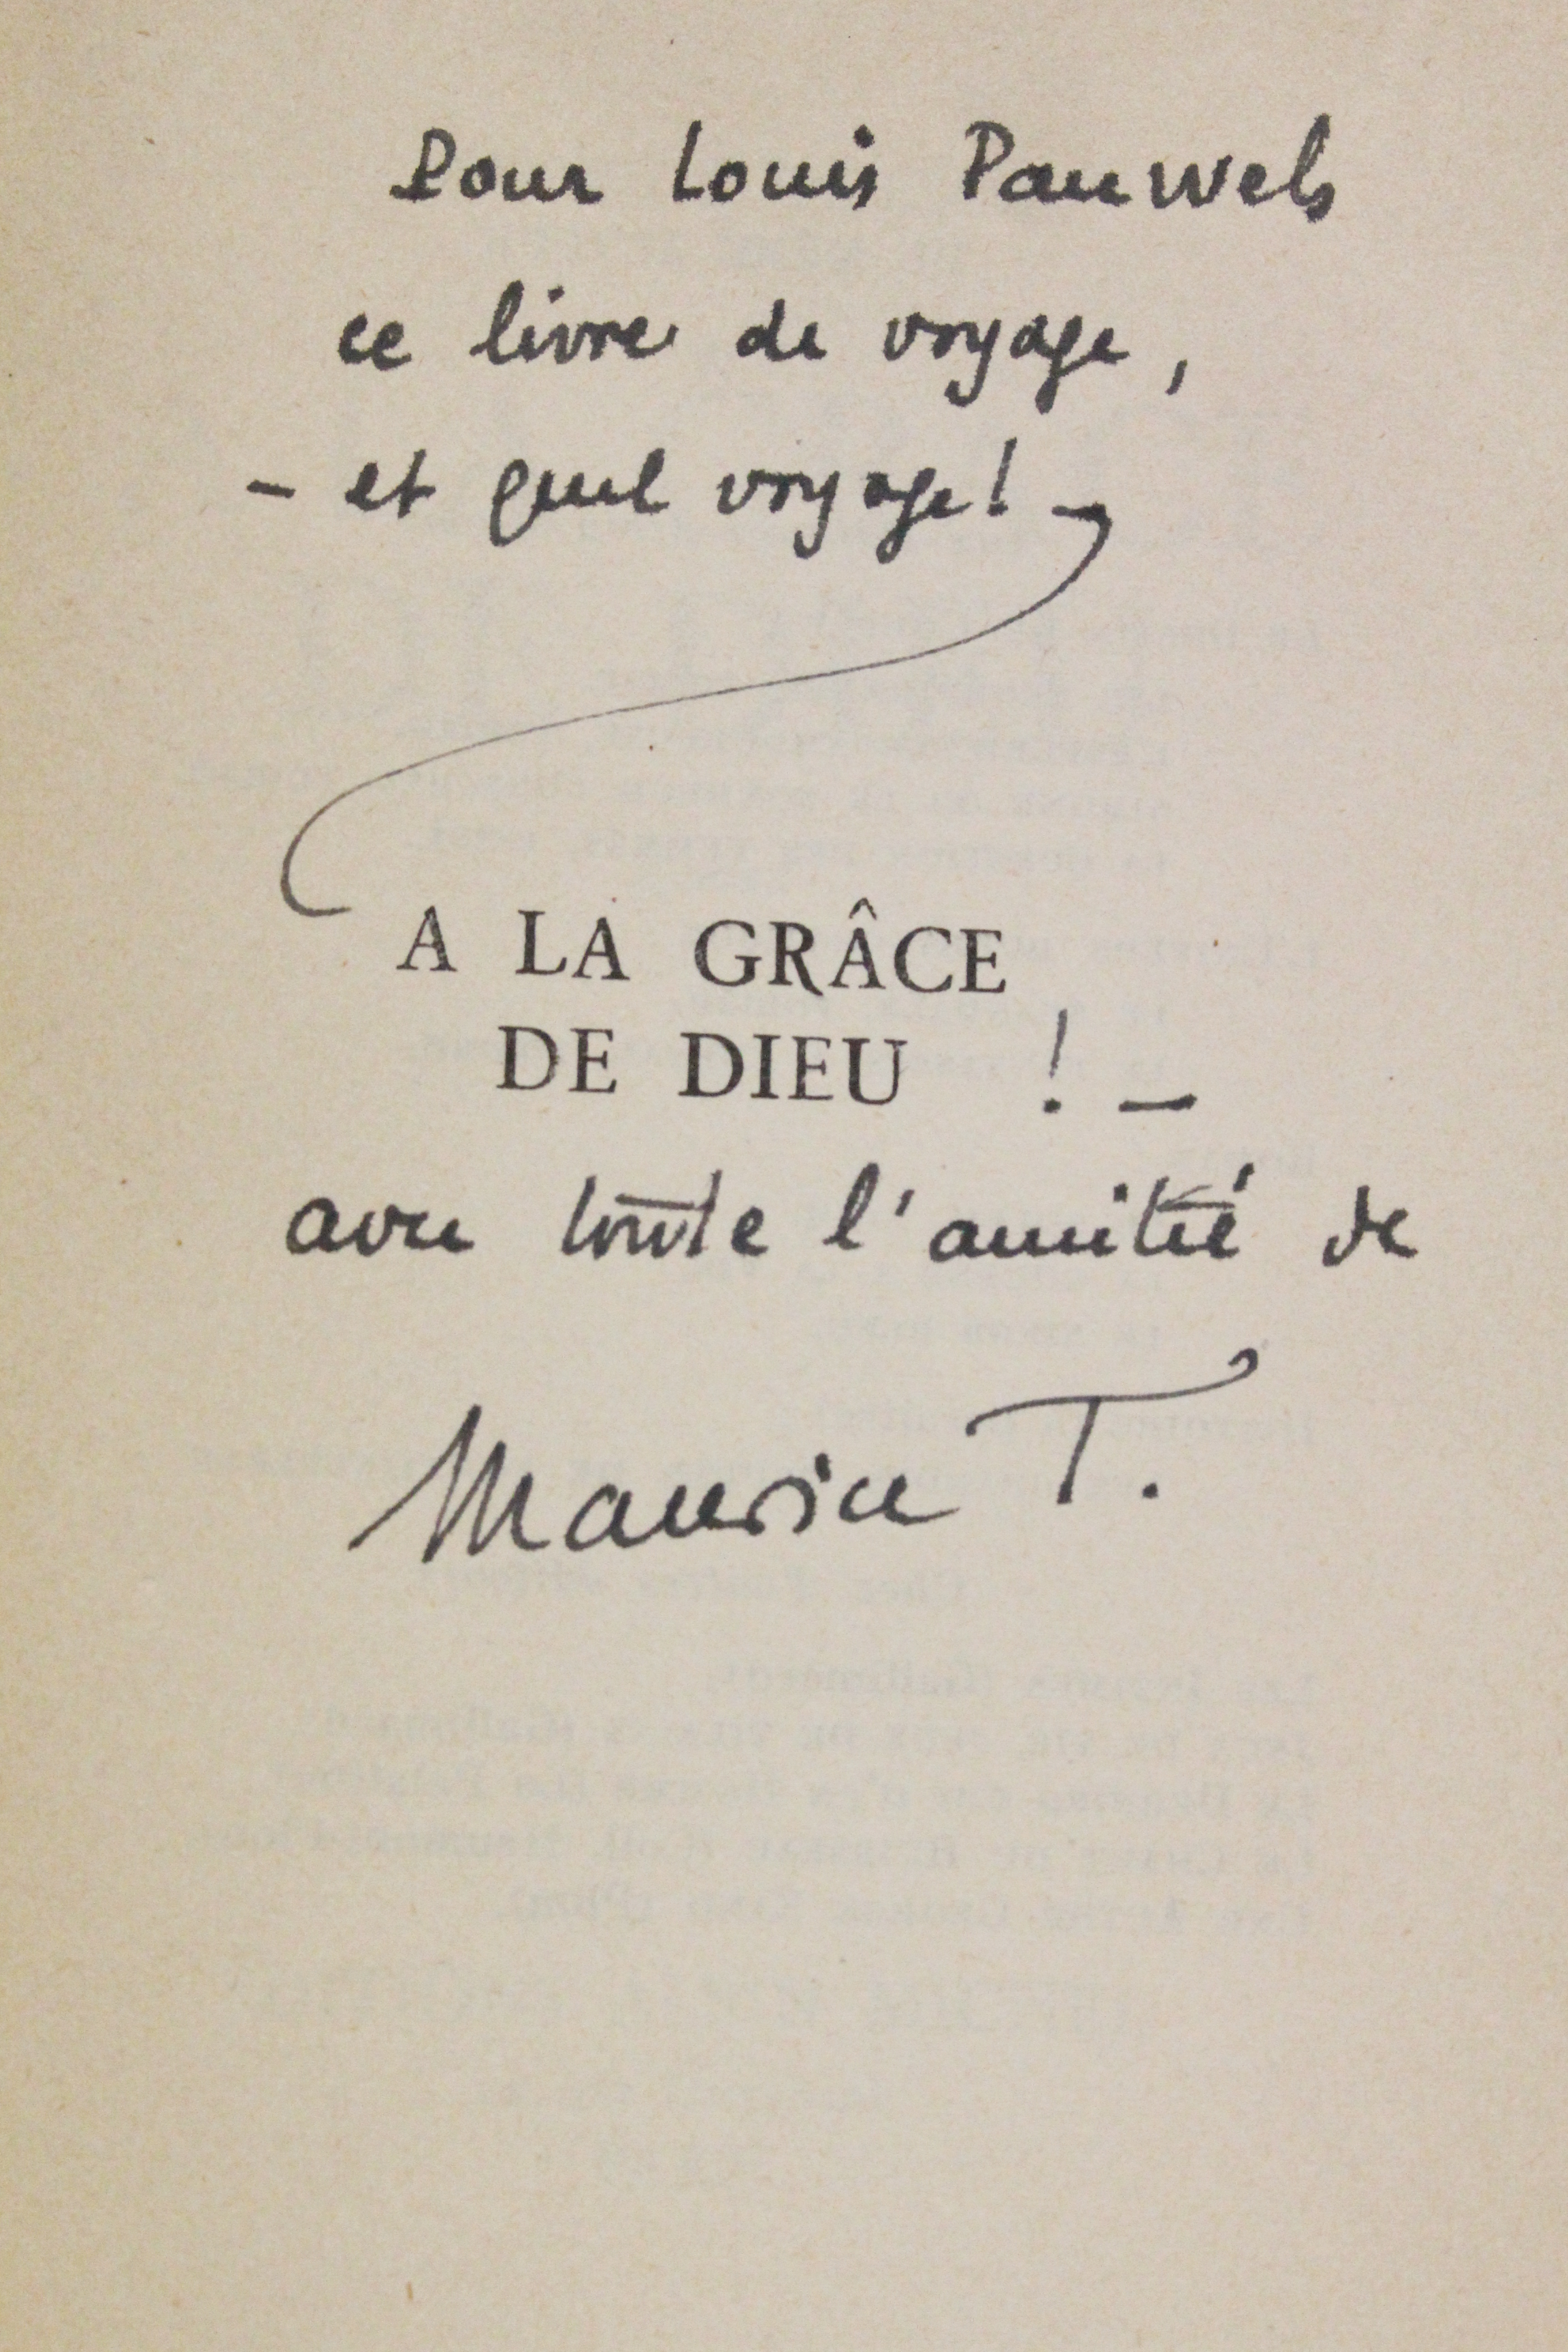 Pour Louis Pauwels
ce livre de voyage,
- et quel voyage! -
A LA GRÂCE
DE DIEU ! -
avec toute l'amitié de
Maurice T.